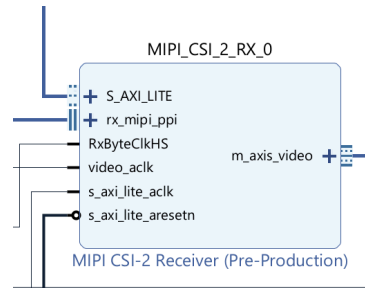 MIPI_CSI_2_RX_0
S_AXI_LITE
rx_mipi_ppi
RxByteClkHS
video_aclk
m_axis_video
s_axi_lite_aclk
s_axi_lite_aresetn
MIPI CSI-2 Receiver (Pre-Production)